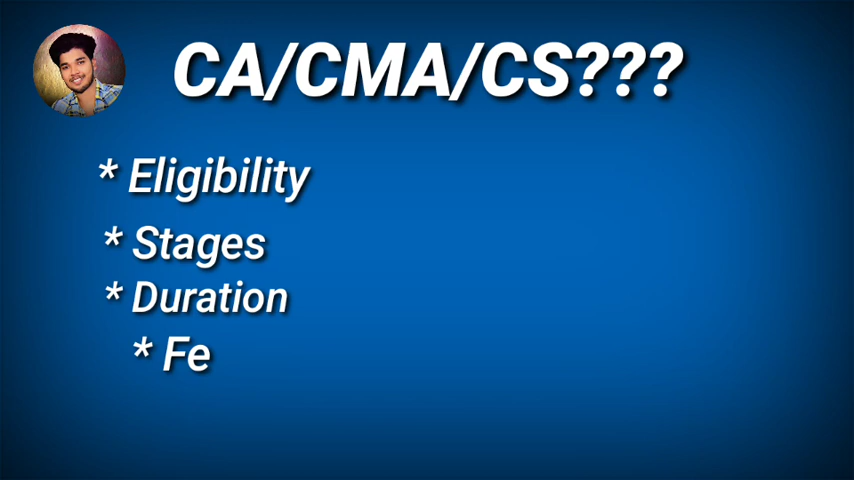 CA/CMA/CS???
* Eligibility
* Stages
* Duration
* Fe